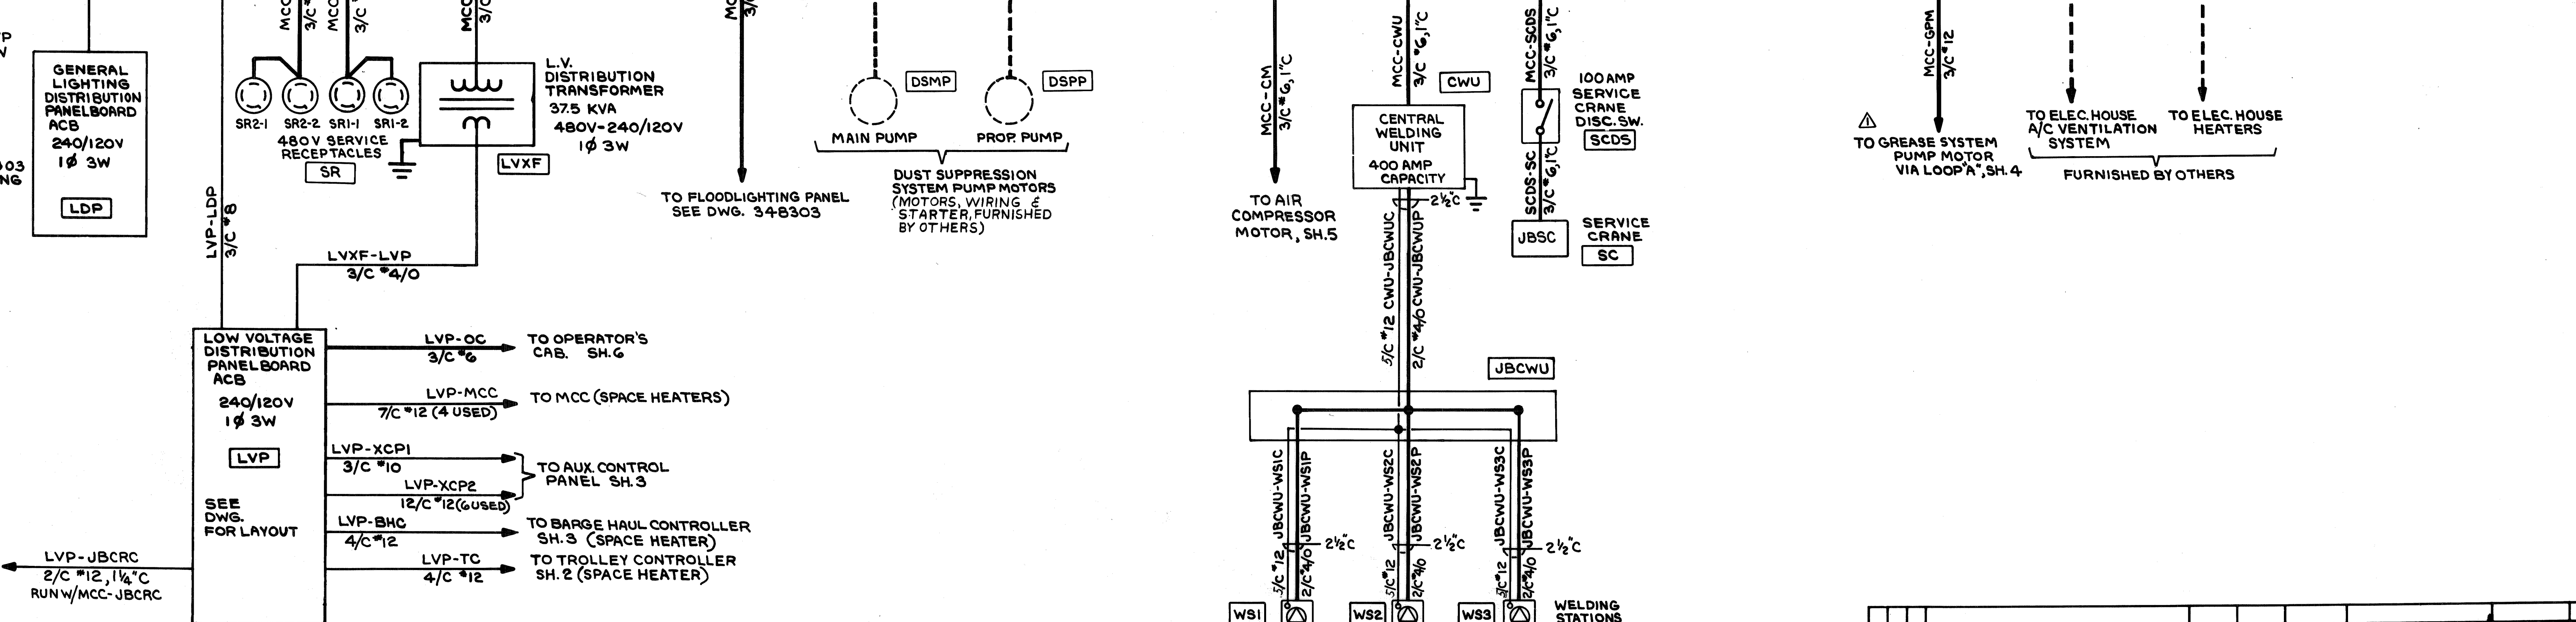 GENERAL
LIGHTING
DISTRIBUTION
PANELBOARD
ACB
240/120V
1Ø 3W
LDP
LVP-LDP
3/C #8
SR2-1
SR2-2
SR1-1
SR1-2
480V SERVICE
RECEPTACLES
SR
L.V.
DISTRIBUTION
TRANSFORMER
37.5 KVA
480V-240/120V
1Ø 3W
LVXF
LVXF-LVP
3/C #4/0
TO FLOODLIGHTING PANEL
SEE DWG. 348303
DSMP
MAIN PUMP
DSPP
PROP. PUMP
DUST SUPPRESSION
SYSTEM PUMP MOTORS
(MOTORS, WIRING &
STARTER, FURNISHED
BY OTHERS)
MCC-CM
3/C #6, 1"C
TO AIR
COMPRESSOR
MOTOR, SH.5
MCC-CWU
3/C #6, 1"C
CWU
CENTRAL
WELDING
UNIT
400 AMP
CAPACITY
2½"C
5/C #12 CWU-JBCWUC
2/C #4/0 CWU-JBCWUP
MCC-SCDS
3/C #6, 1"C
100 AMP
SERVICE
CRANE
DISC. SW.
SCDS
SCDS-SC
3/C #6, 1"C
JBSC
SERVICE
CRANE
SC
MCC-GPM
3/C #12
1
TO GREASE SYSTEM
PUMP MOTOR
VIA LOOP "A", SH. 4
TO ELEC. HOUSE
A/C VENTILATION
SYSTEM
TO ELEC. HOUSE
HEATERS
FURNISHED BY OTHERS
LOW VOLTAGE
DISTRIBUTION
PANELBOARD
ACB
240/120V
1Ø 3W
LVP
SEE
DWG.
FOR LAYOUT
LVP-OC
3/C #6
TO OPERATOR'S
CAB. SH.6
LVP-MCC
7/C #12 (4 USED)
TO MCC (SPACE HEATERS)
LVP-XCP1
3/C #10
LVP-XCP2
12/C #12 (6 USED)
TO AUX. CONTROL
PANEL SH.3
LVP-BHC
4/C #12
TO BARGE HAUL CONTROLLER
SH.3 (SPACE HEATER)
LVP-TC
4/C #12
TO TROLLEY CONTROLLER
SH.2 (SPACE HEATER)
LVP-JBCRC
2/C #12, 1¼"C
RUN W/MCC-JBCRC
JBCWU
5/C #12 JBCWU-WS1C
2/C #4/0 JBCWU-WS1P
2½"C
5/C #12 JBCWU-WS2C
2/C #4/0 JBCWU-WS2P
2½"C
5/C #12 JBCWU-WS3C
2/C #4/0 JBCWU-WS3P
2½"C
WS1
WS2
WS3
WELDING
STATIONS